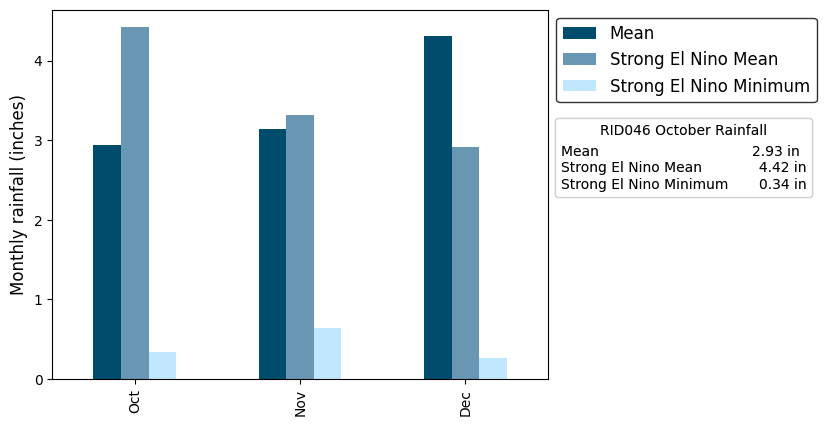 Monthly rainfall (inches)
4
3
2
1
0
Oct
Nov
Dec
Mean
Strong El Nino Mean
Strong El Nino Minimum
RID046 October Rainfall
Mean 2.93 in
Strong El Nino Mean 4.42 in
Strong El Nino Minimum 0.34 in